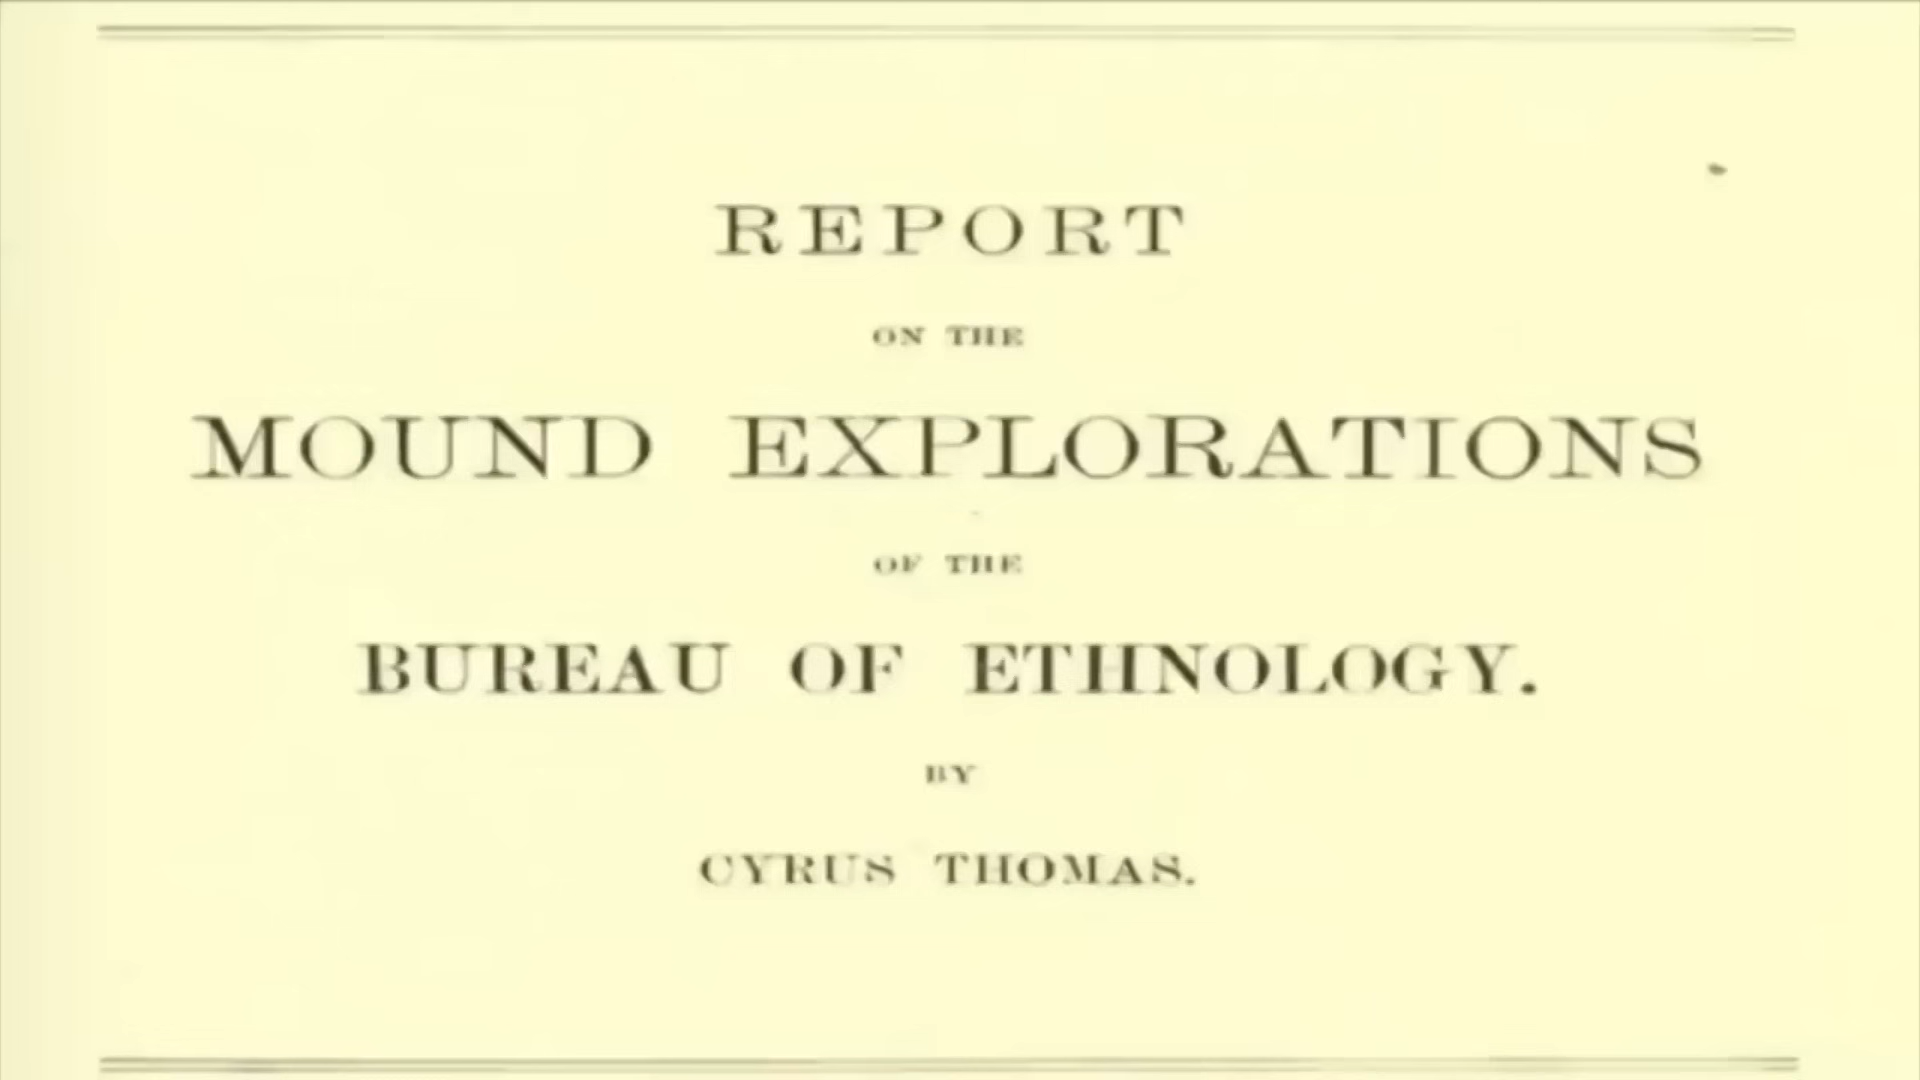 REPORT
ON THE
MOUND EXPLORATIONS
OF THE
BUREAU OF ETHNOLOGY.
BY
CYRUS THOMAS.